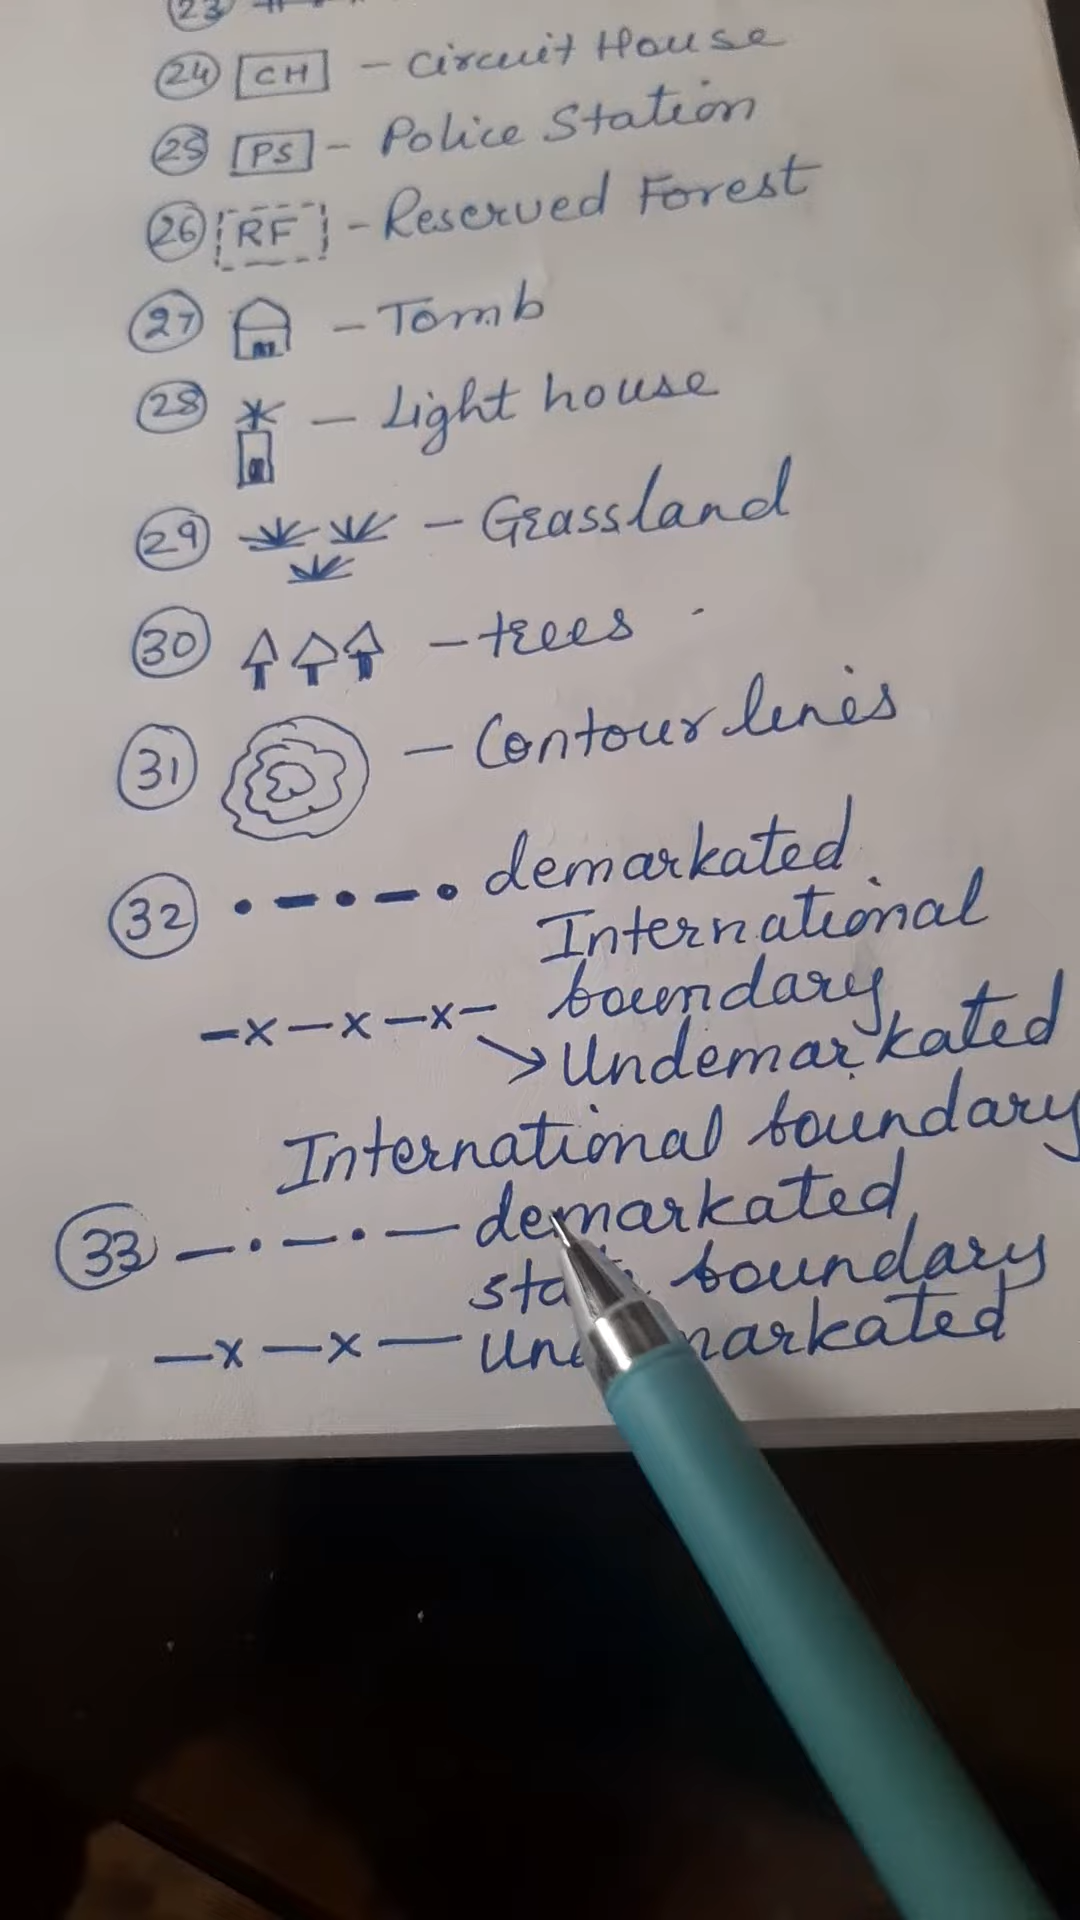 23
24 CH - Circuit House
25 PS - Police Station
26 RF - Reserved Forest
27 - Tomb
28 - Light house
29 - Grassland
30 - trees
31 - Contour lines
32 demarkated
International
boundary
-x-x-x-
Undemarkated
International boundary
33 demarkated
boundary
-x-x-